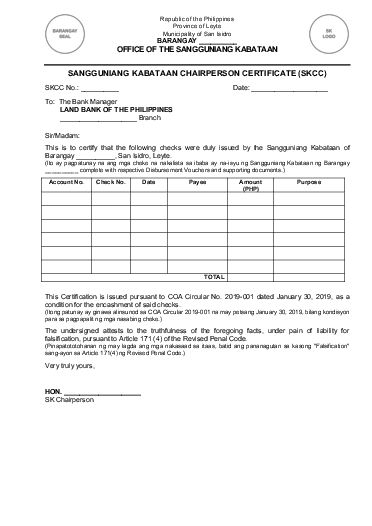 BARANGAY
SEAL
Republic of the Philippines
Province of Leyte
Municipality of San Isidro
BARANGAY __________
OFFICE OF THE SANGGUNIANG KABATAAN
SK
LOGO
SANGGUNIANG KABATAAN CHAIRPERSON CERTIFICATE (SKCC)
SKCC No.: __________
Date: ____________________
To: The Bank Manager
LAND BANK OF THE PHILIPPINES
____________________ Branch
Sir/Madam:
This is to certify that the following checks were duly issued by the Sangguniang Kabataan of
Barangay __________, San Isidro, Leyte.
(Ito ay pagpatunay na ang mga cheke na nakalista sa ibaba ay na-isyu ng Sangguniang Kabataan ng Barangay
__________ complete with respective Disbursement Vouchers and supporting documents.)
Account No. Check No. Date Payee Amount (PHP) Purpose
TOTAL
This Certification is issued pursuant to COA Circular No. 2019-001 dated January 30, 2019, as a
condition for the encashment of said checks.
(Itong patunay ay ginawa alinsunod sa COA Circular 2019-001 na may petsang January 30, 2019, bilang kondisyon
para sa pagpapalit ng mga nasabing cheke.)
The undersigned attests to the truthfulness of the foregoing facts, under pain of liability for
falsification, pursuant to Article 171(4) of the Revised Penal Code.
(Pinapatotohanan ng may lagda ang mga nakasaad sa itaas, batid ang pananagutan sa kasong "Falsification"
sang-ayon sa Article 171(4) ng Revised Penal Code.)
Very truly yours,
HON. ____________________
SK Chairperson